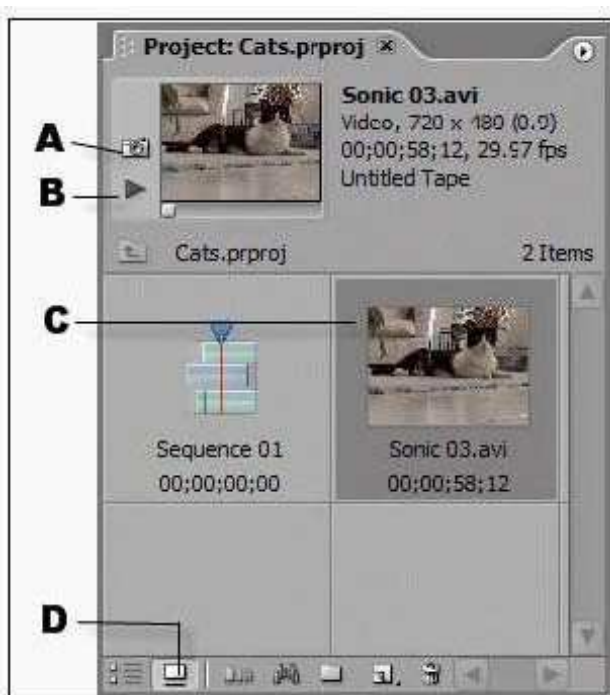 Project: Cats.prproj
Sonic 03.avi
Video, 720 x 480 (0.9)
00;00;58;12, 29.97 fps
Untitled Tape
A
B
Cats.prproj 2 Items
C
Sequence 01 Sonic 03.avi
00;00;00;00 00;00;58;12
D